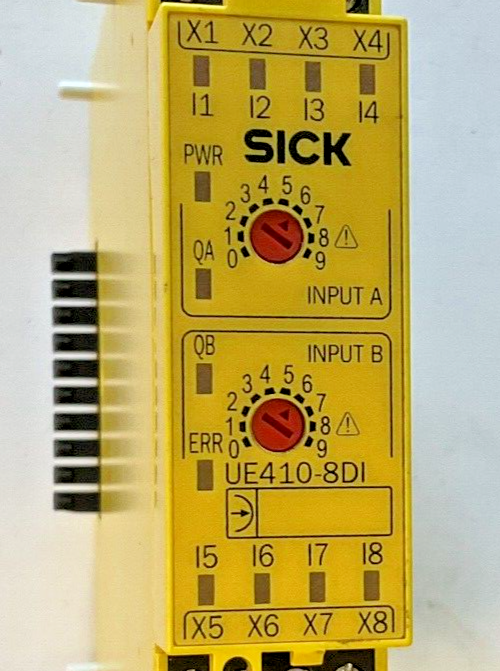 X1 X2 X3 X4
I1 I2 I3 I4
PWR SICK
0 1 2 3 4 5 6 7 8 9
QA
INPUT A
QB INPUT B
0 1 2 3 4 5 6 7 8 9
ERR
UE410-8DI
I5 I6 I7 I8
X5 X6 X7 X8